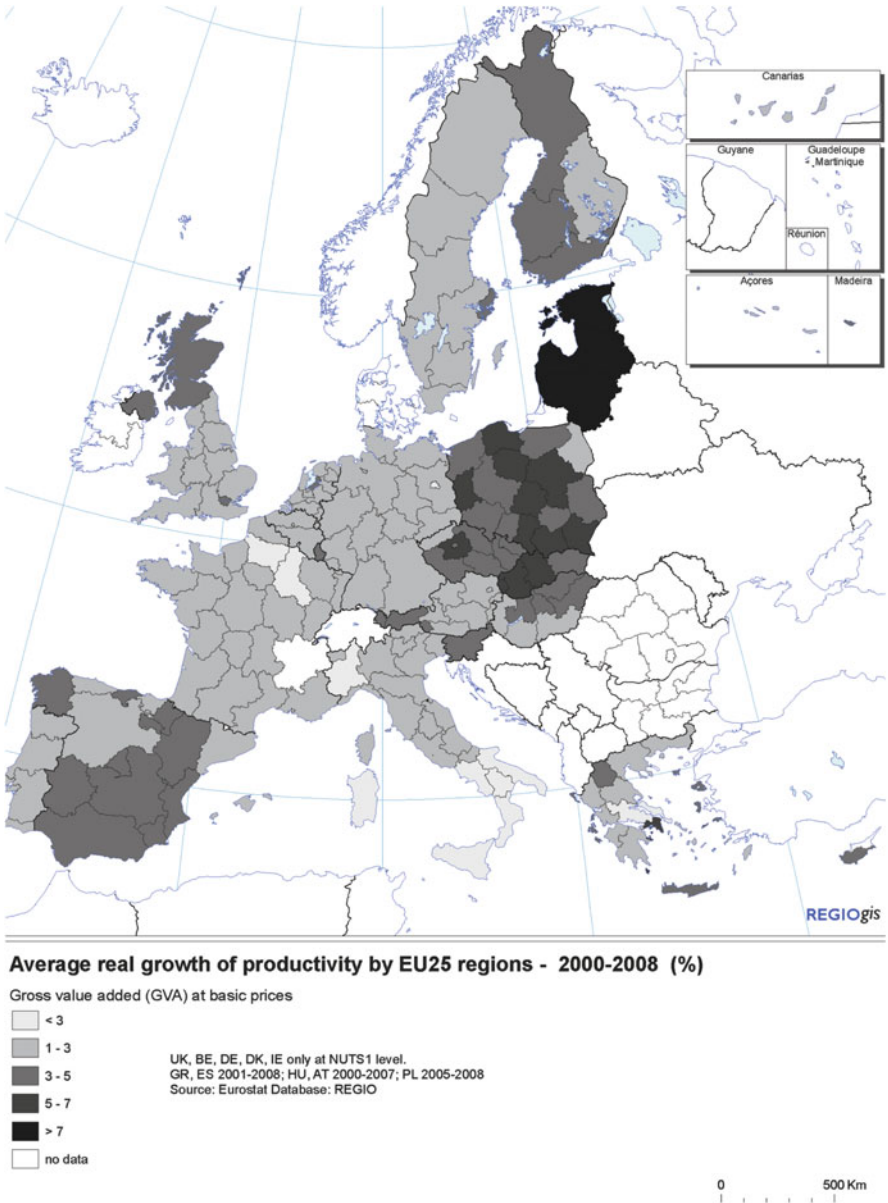 Canarias
Guyane
Guadeloupe
Martinique
Réunion
Açores
Madeira
REGIOgis
Average real growth of productivity by EU25 regions - 2000-2008 (%)
Gross value added (GVA) at basic prices
< 3
1 - 3
3 - 5
5 - 7
> 7
no data
UK, BE, DE, DK, IE only at NUTS1 level.
GR, ES 2001-2008; HU, AT 2000-2007; PL 2005-2008
Source: Eurostat Database: REGIO
0 500 Km